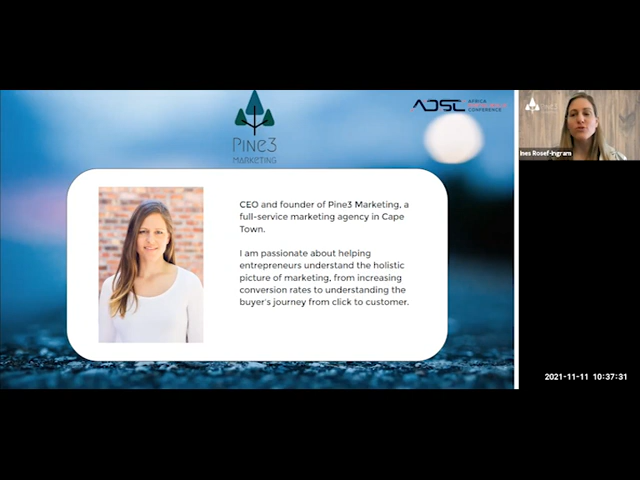 PINE3
MARKETING
ADSC
AFRICA
CONFERENCE
CEO and founder of Pine3 Marketing, a
full-service marketing agency in Cape
Town.
I am passionate about helping
entrepreneurs understand the holistic
picture of marketing, from increasing
conversion rates to understanding the
buyer's journey from click to customer.
PINE3
Ines Rosef-Ingram
2021-11-11 10:37:31